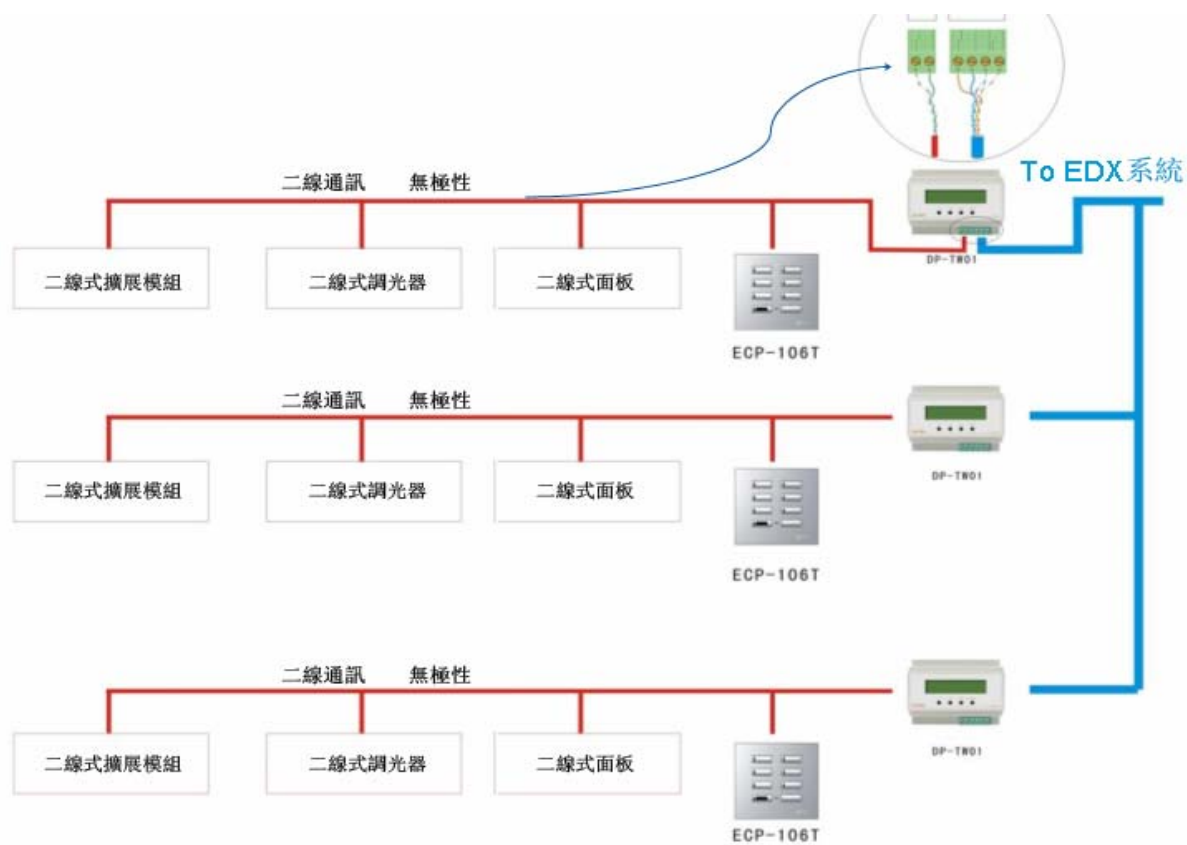 To EDX系統
二線通訊 無極性
DP-TW01
二線式擴展模組 二線式調光器 二線式面板
ECP-106T
二線通訊 無極性
二線式擴展模組 二線式調光器 二線式面板
DP-TW01
ECP-106T
二線通訊 無極性
二線式擴展模組 二線式調光器 二線式面板
DP-TW01
ECP-106T